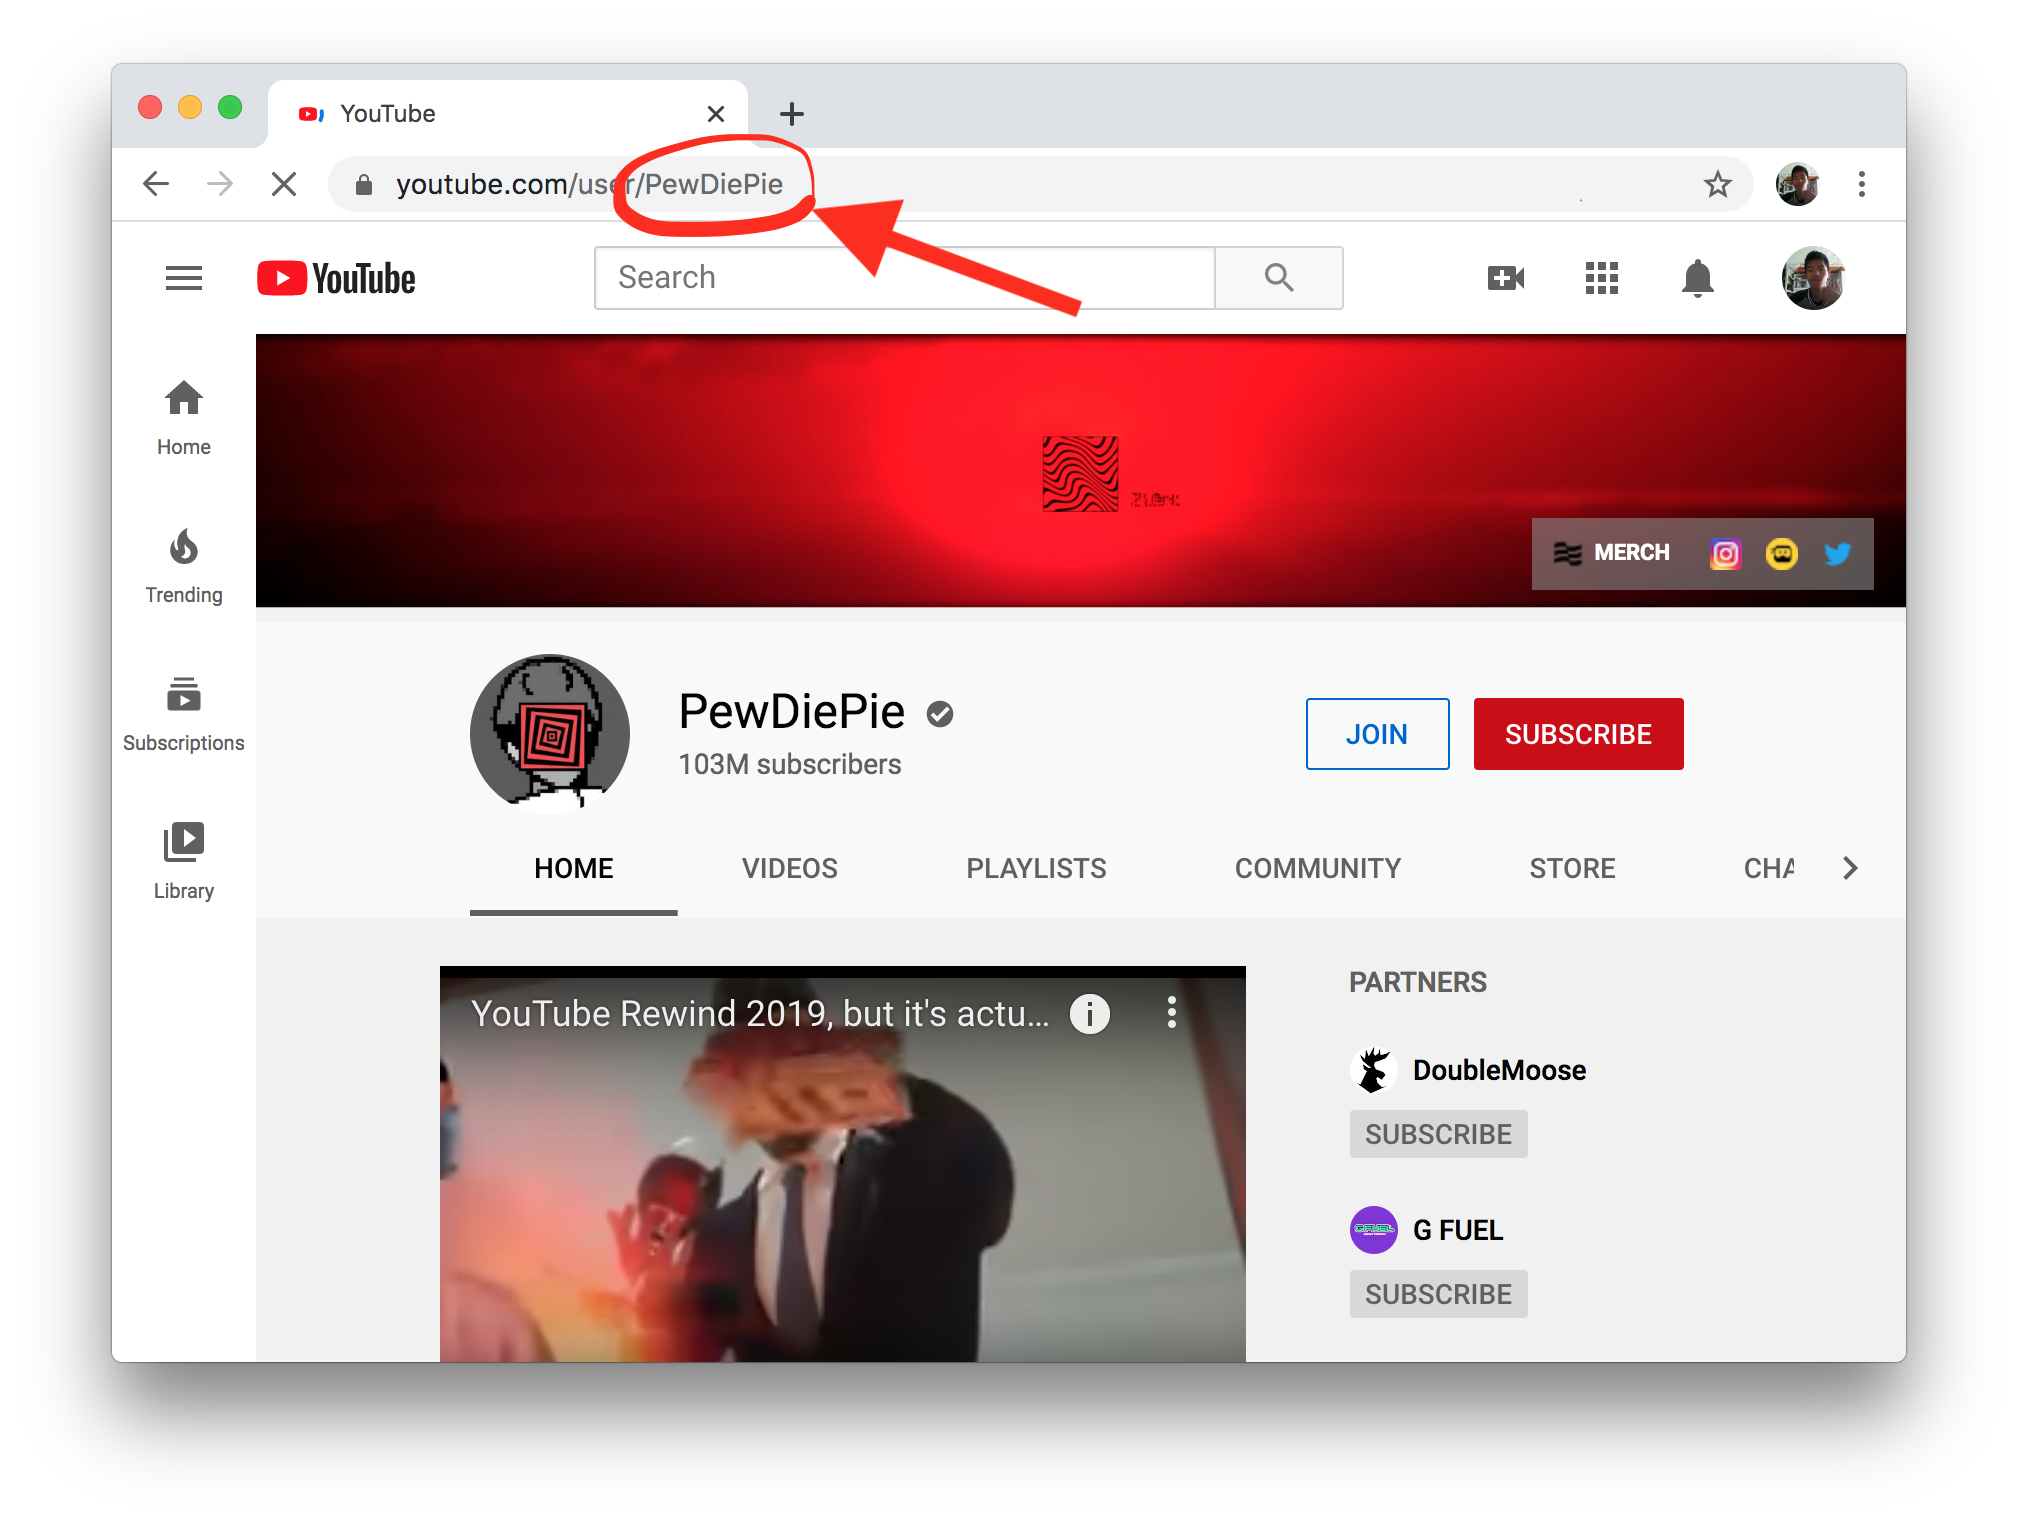 YouTube
youtube.com/user/PewDiePie
YouTube
Search
MERCH
Home
Trending
Subscriptions
Library
PewDiePie
103M subscribers
JOIN
SUBSCRIBE
HOME VIDEOS PLAYLISTS COMMUNITY STORE CHA
YouTube Rewind 2019, but it's actu...
PARTNERS
DoubleMoose
SUBSCRIBE
G FUEL
G FUEL
SUBSCRIBE